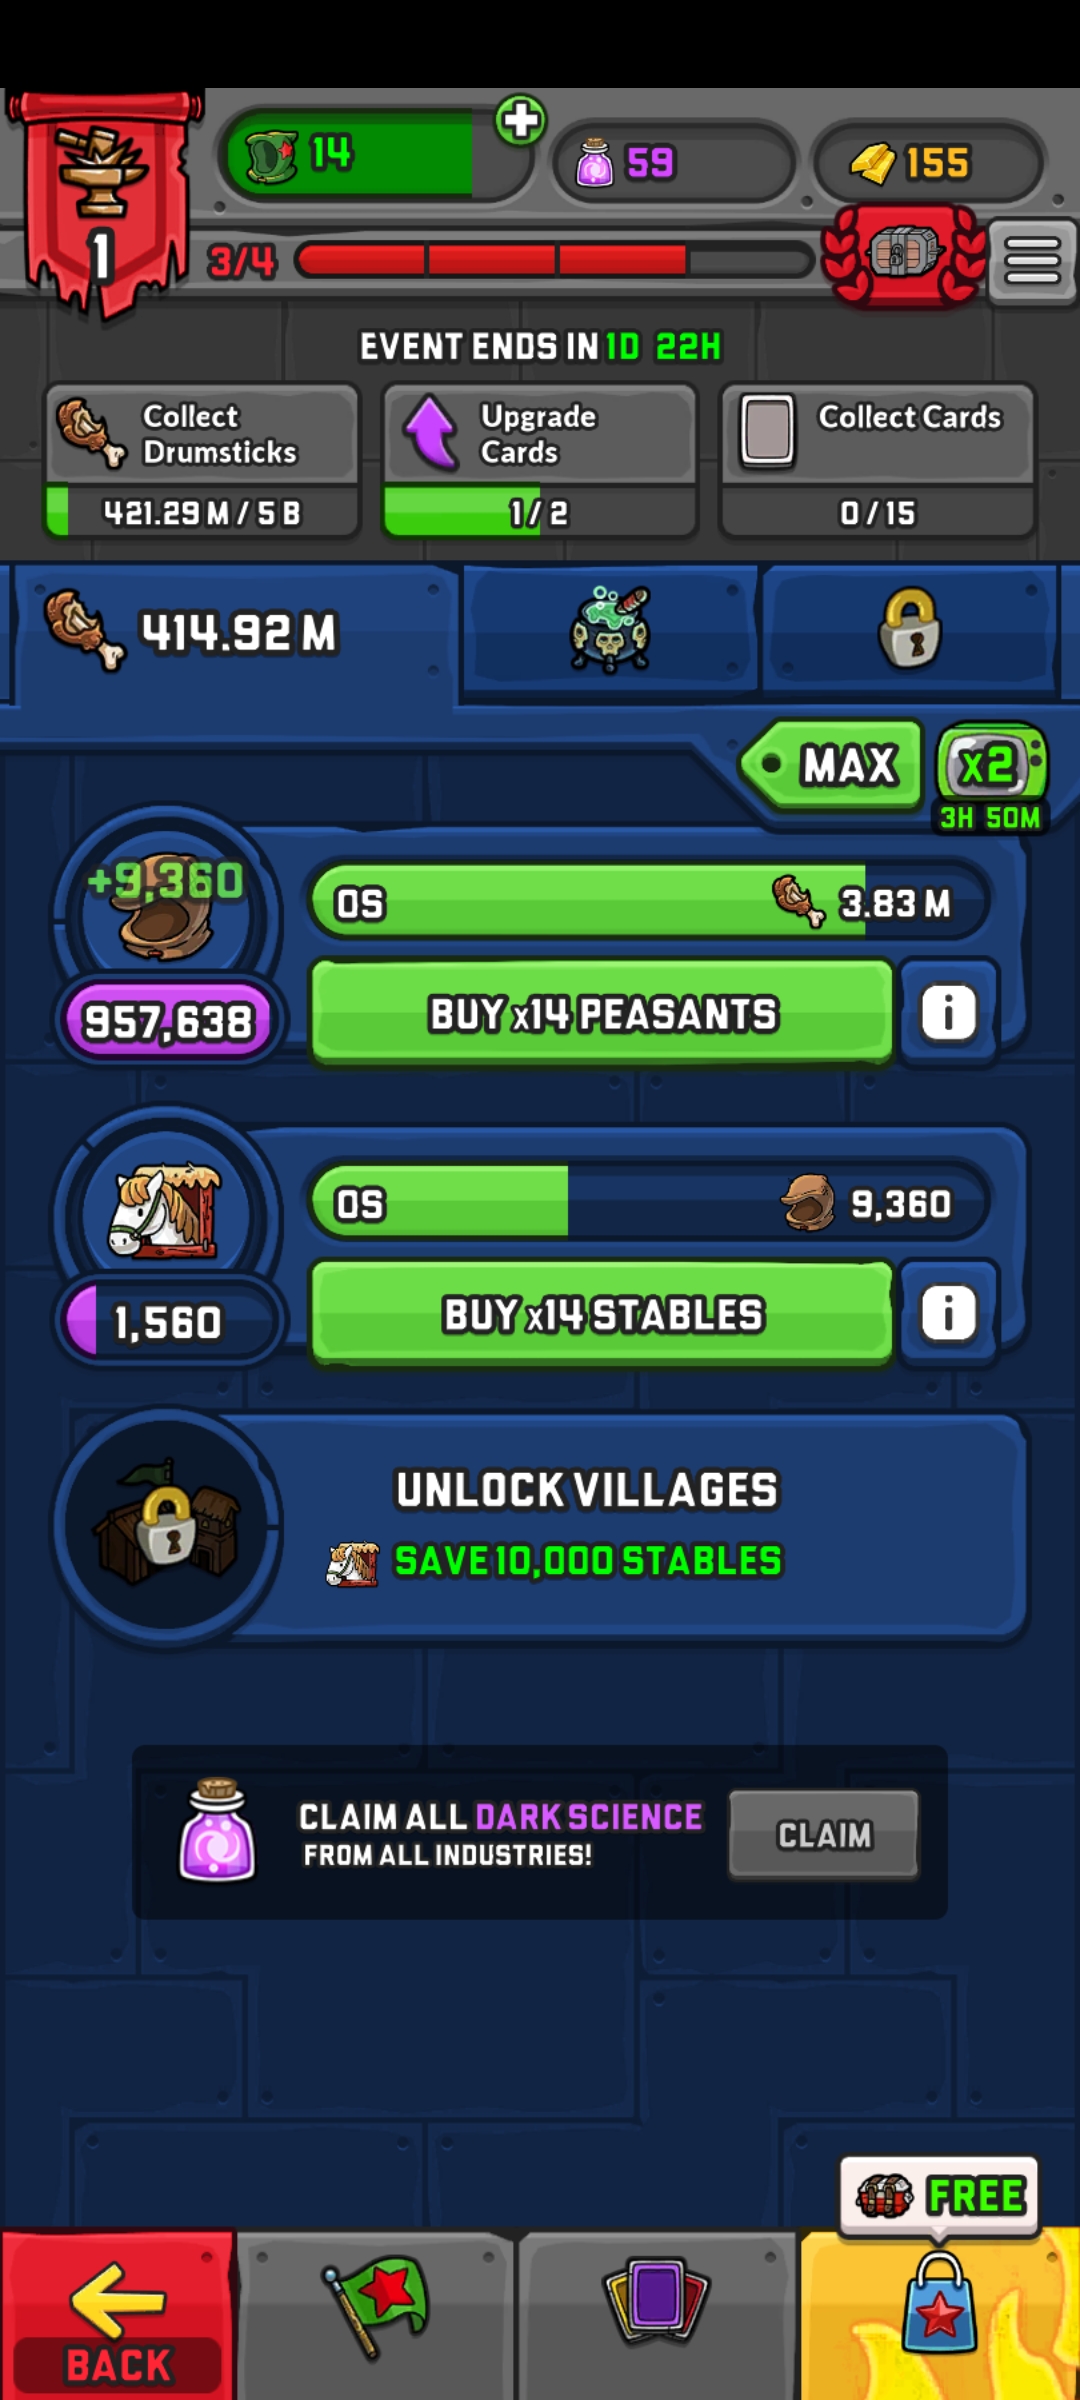 14
59
155
1
3/4
EVENT ENDS IN 1D 22H
Collect
Drumsticks
421.29 M / 5 B
Upgrade
Cards
1 / 2
Collect Cards
0 / 15
414.92 M
MAX
x2
3H 50M
+9,360
0S
3.83 M
957,638
BUY x14 PEASANTS
i
0S
9,360
1,560
BUY x14 STABLES
i
UNLOCK VILLAGES
SAVE 10,000 STABLES
CLAIM ALL DARK SCIENCE
FROM ALL INDUSTRIES!
CLAIM
FREE
BACK